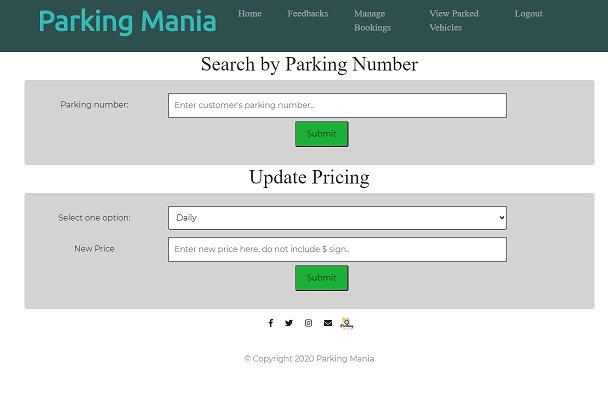 Parking Mania
Home
Feedbacks
Manage
Bookings
View Parked
Vehicles
Logout
Search by Parking Number
Parking number:
Enter customer's parking number..
Submit
Update Pricing
Select one option:
Daily
New Price
Enter new price here, do not include $ sign..
Submit
© Copyright 2020 Parking Mania